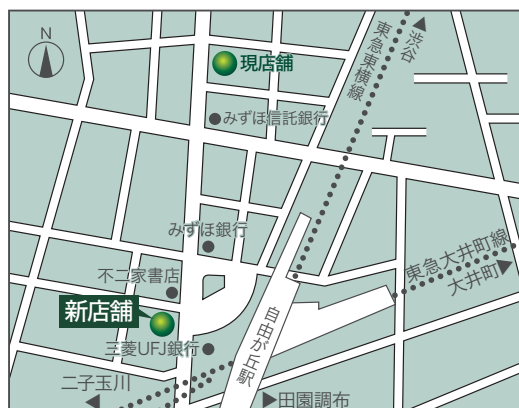 N
現店舗
渋谷
東急東横線
みずほ信託銀行
みずほ銀行
不二家書店
新店舗
三菱UFJ銀行
自由が丘駅
東急大井町線
大井町
二子玉川
田園調布